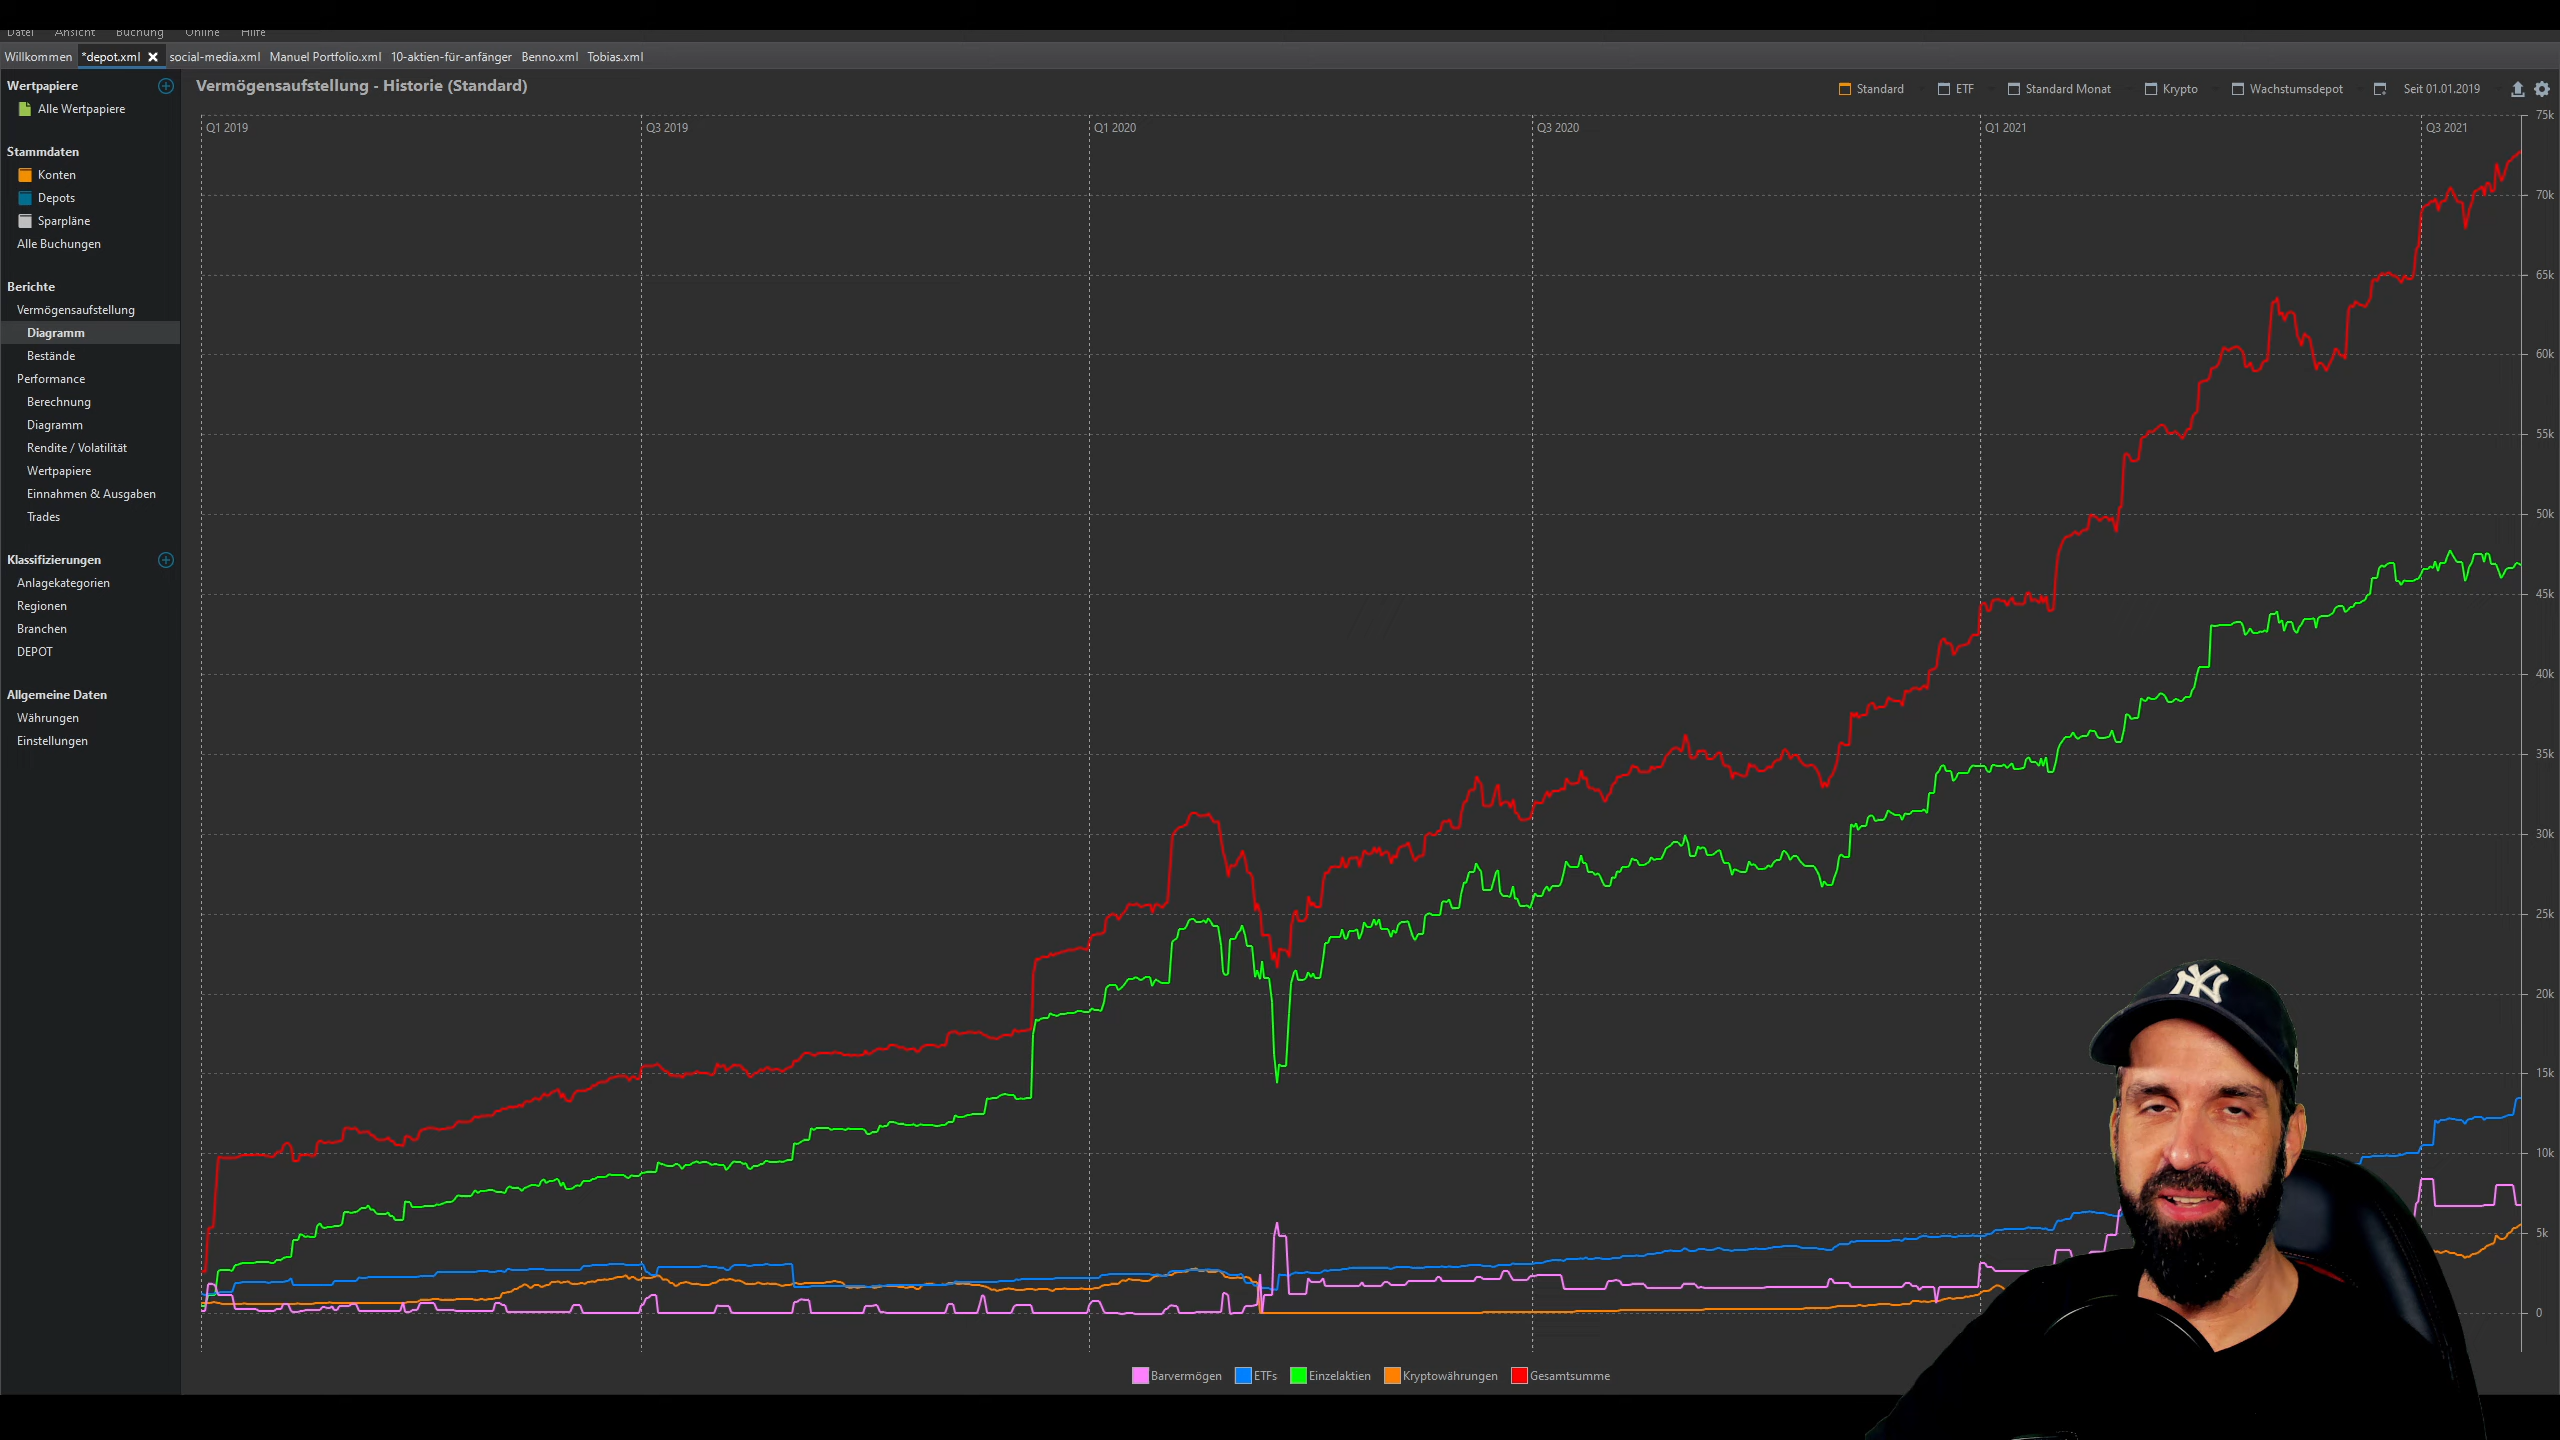 Datei Ansicht Buchung Online Hilfe
Willkommen *depot.xml social-media.xml Manuel Portfolio.xml 10-aktien-für-anfänger Benno.xml Tobias.xml
Wertpapiere
Alle Wertpapiere
Stammdaten
Konten
Depots
Sparpläne
Alle Buchungen
Berichte
Vermögensaufstellung
Diagramm
Bestände
Performance
Berechnung
Diagramm
Rendite / Volatilität
Wertpapiere
Einnahmen & Ausgaben
Trades
Klassifizierungen
Anlagekategorien
Regionen
Branchen
DEPOT
Allgemeine Daten
Währungen
Einstellungen
Vermögensaufstellung - Historie (Standard)
Standard ETF Standard Monat Krypto Wachstumsdepot Seit 01.01.2019
Q1 2019 Q3 2019 Q1 2020 Q3 2020 Q1 2021 Q3 2021
75k
70k
65k
60k
55k
50k
45k
40k
35k
30k
25k
20k
15k
10k
5k
0
NY
Barvermögen ETFs Einzelaktien Kryptowährungen Gesamtsumme